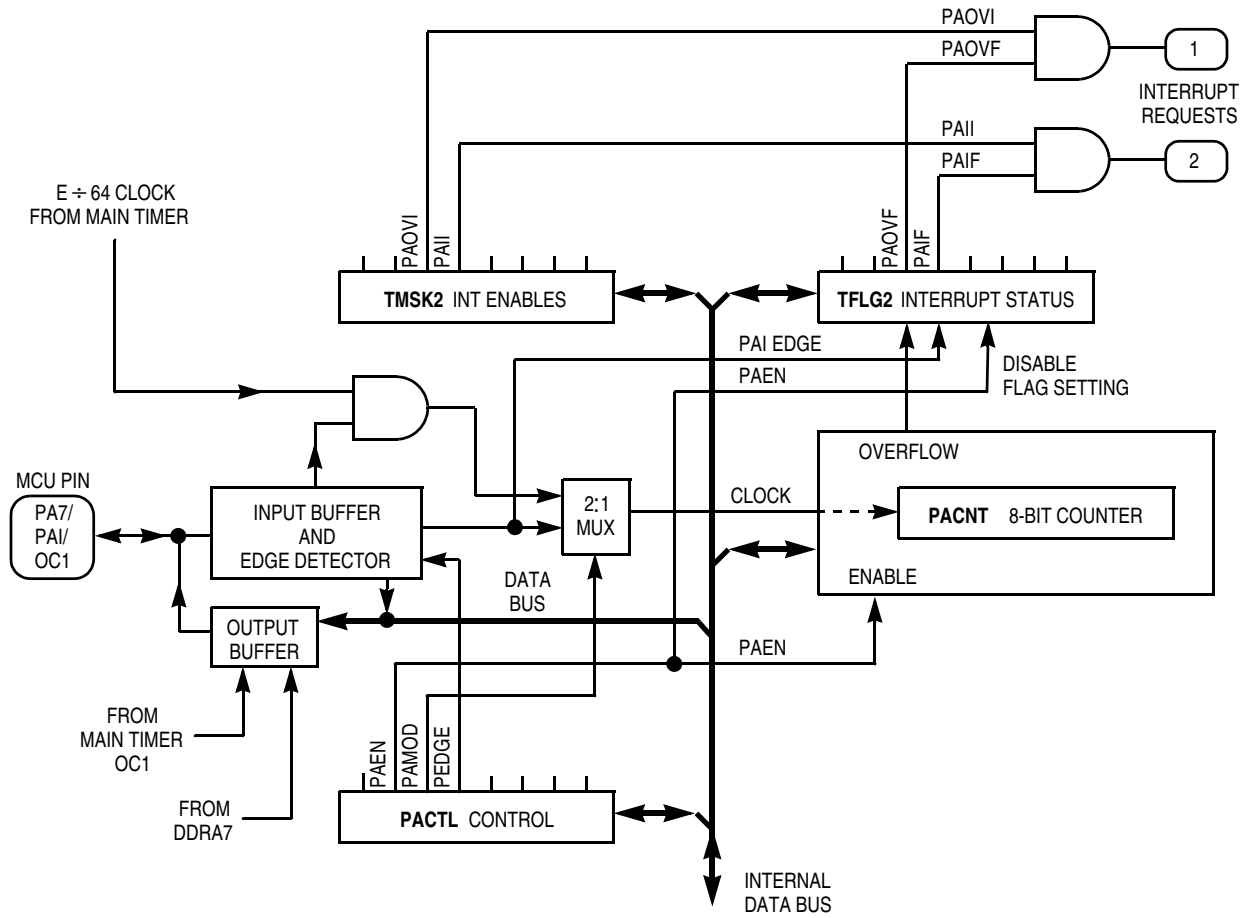 PAOVI
PAOVF
1
INTERRUPT
REQUESTS
PAII
PAIF
2
E ÷ 64 CLOCK
FROM MAIN TIMER
PAOVI
PAII
PAOVF
PAIF
TMSK2 INT ENABLES
TFLG2 INTERRUPT STATUS
PAI EDGE
PAEN
DISABLE
FLAG SETTING
OVERFLOW
MCU PIN
PA7/
PAI/
OC1
INPUT BUFFER
AND
EDGE DETECTOR
2:1
MUX
CLOCK
PACNT 8-BIT COUNTER
ENABLE
DATA
BUS
OUTPUT
BUFFER
PAEN
FROM
MAIN TIMER
OC1
PAEN
PAMOD
PEDGE
FROM
DDRA7
PACTL CONTROL
INTERNAL
DATA BUS